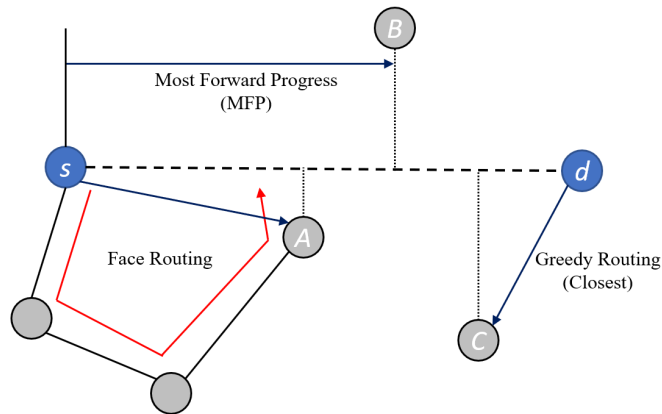 B
Most Forward Progress
(MFP)
s
d
A
Face Routing
Greedy Routing
(Closest)
C